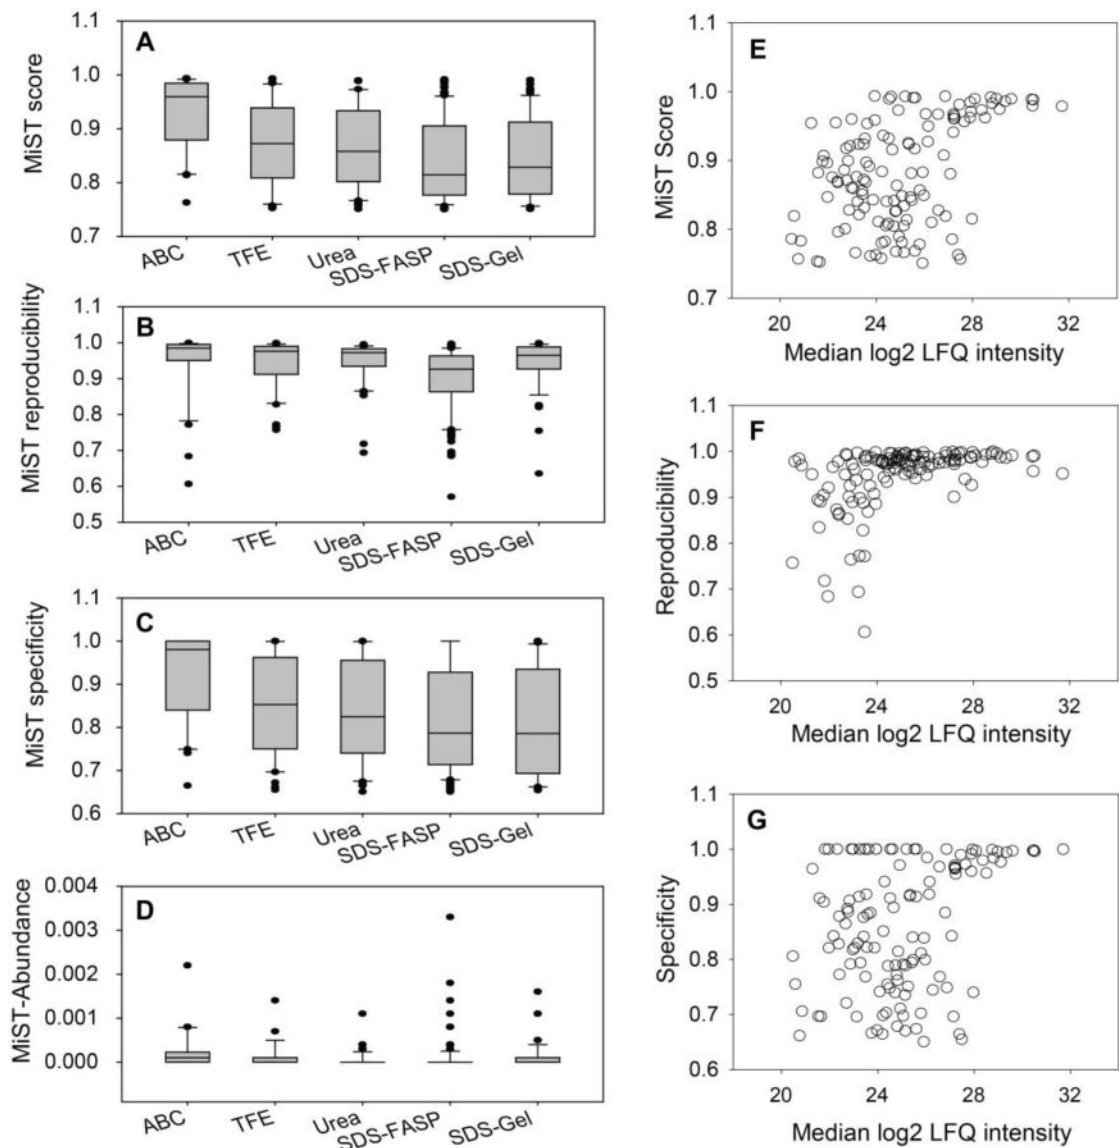 A
MiST score
1.1
1.0
0.9
0.8
0.7
ABC
TFE
Urea
SDS-FASP
SDS-Gel
B
MiST reproducibility
1.1
1.0
0.9
0.8
0.7
0.6
0.5
ABC
TFE
Urea
SDS-FASP
SDS-Gel
C
MiST specificity
1.1
1.0
0.9
0.8
0.7
0.6
ABC
TFE
Urea
SDS-FASP
SDS-Gel
D
MiST-Abundance
0.004
0.003
0.002
0.001
0.000
ABC
TFE
Urea
SDS-FASP
SDS-Gel
E
MiST Score
1.1
1.0
0.9
0.8
0.7
20 24 28 32
Median log2 LFQ intensity
F
Reproducibility
1.1
1.0
0.9
0.8
0.7
0.6
0.5
20 24 28 32
Median log2 LFQ intensity
G
Specificity
1.1
1.0
0.9
0.8
0.7
0.6
20 24 28 32
Median log2 LFQ intensity